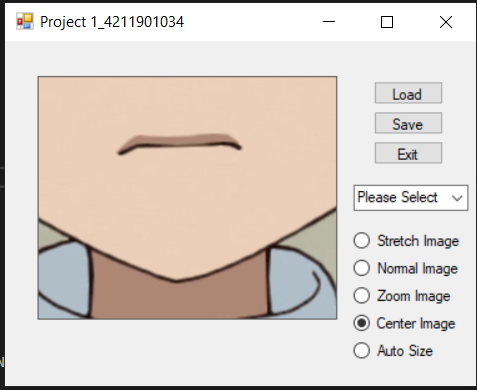 Project 1_4211901034
Load
Save
Exit
Please Select
Stretch Image
Normal Image
Zoom Image
Center Image
Auto Size
N